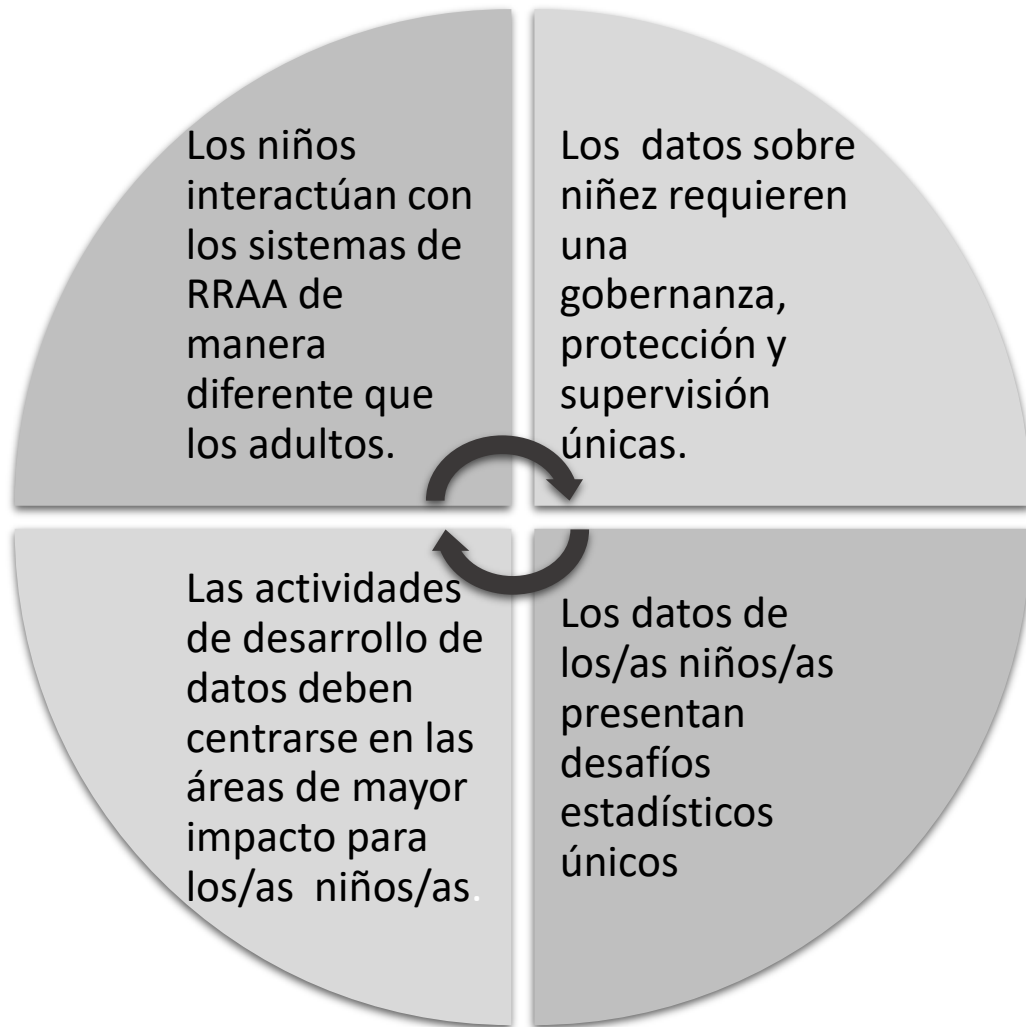 Los niños
interactúan con
los sistemas de
RRAA de
manera
diferente que
los adultos.
Los datos sobre
niñez requieren
una
gobernanza,
protección y
supervisión
únicas.
Las actividades
de desarrollo de
datos deben
centrarse en las
áreas de mayor
impacto para
los/as niños/as.
Los datos de
los/as niños/as
presentan
desafíos
estadísticos
únicos